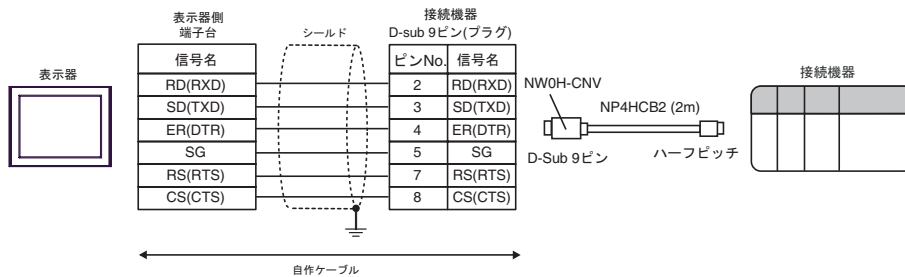 表示器
表示器側
端子台
シールド
接続機器
D-sub 9ピン(プラグ)
信号名
ピンNo. 信号名
RD(RXD) 2 RD(RXD)
SD(TXD) 3 SD(TXD)
ER(DTR) 4 ER(DTR)
SG 5 SG
RS(RTS) 7 RS(RTS)
CS(CTS) 8 CS(CTS)
自作ケーブル
NW0H-CNV
NP4HCB2 (2m)
D-Sub 9ピン
ハーフピッチ
接続機器